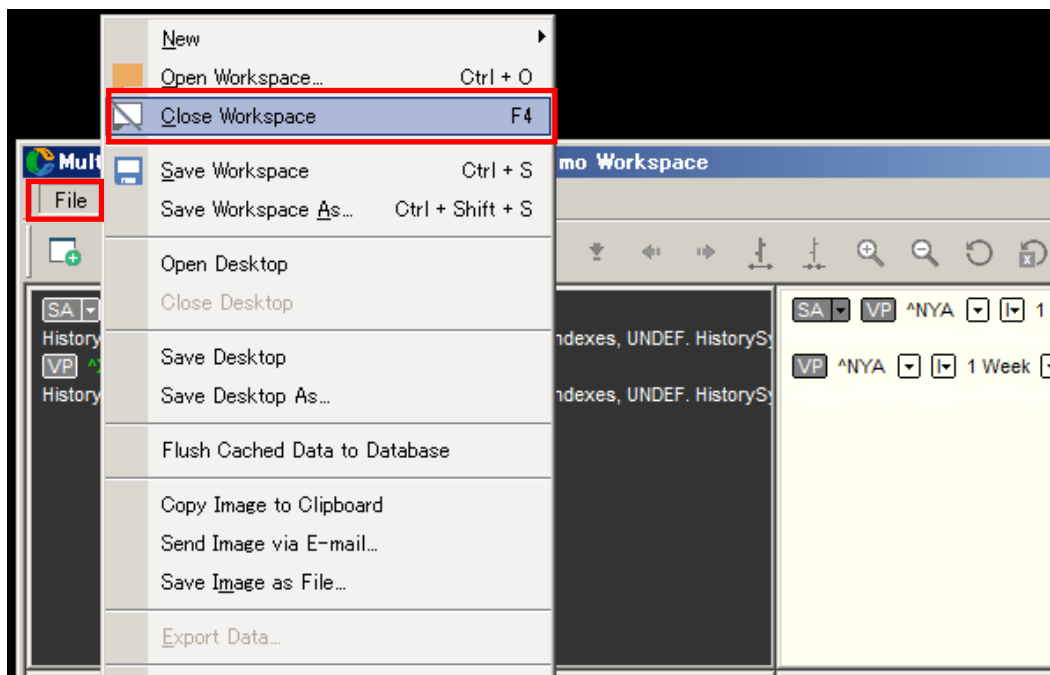 New
Open Workspace... Ctrl + O
Close Workspace F4
Mult mo Workspace
Save Workspace Ctrl + S
File
Save Workspace As... Ctrl + Shift + S
Open Desktop
Close Desktop
SA
SA VP ^NYA I 1
History ndexes, UNDEF. HistorySy
VP
Save Desktop
VP ^NYA I 1 Week
History ndexes, UNDEF. HistorySy
Save Desktop As...
Flush Cached Data to Database
Copy Image to Clipboard
Send Image via E-mail...
Save Image as File...
Export Data...